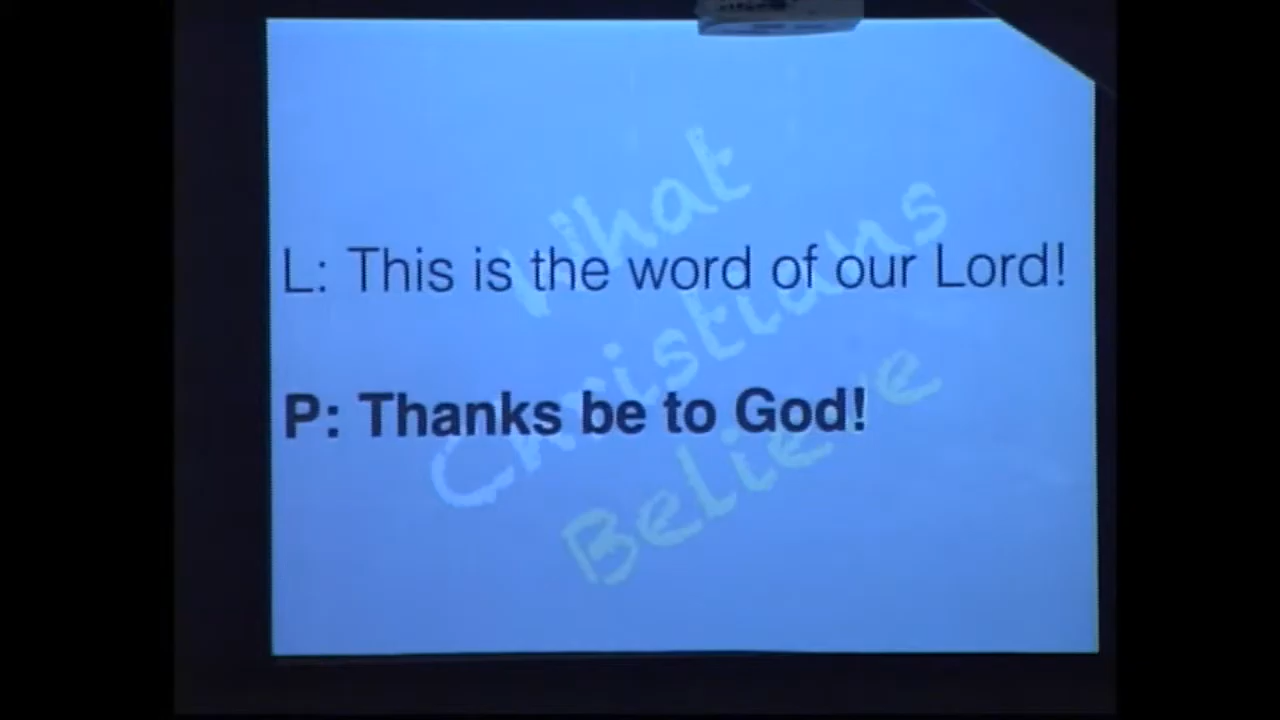 What
Christians
Believe
L: This is the word of our Lord!
P: Thanks be to God!